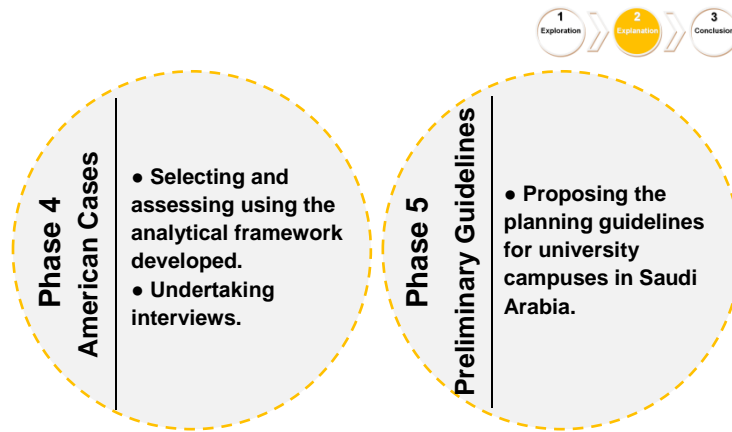 1
Exploration
2
Explanation
3
Conclusion
Phase 4
American Cases
● Selecting and
assessing using the
analytical framework
developed.
● Undertaking
interviews.
Phase 5
Preliminary Guidelines
● Proposing the
planning guidelines
for university
campuses in Saudi
Arabia.